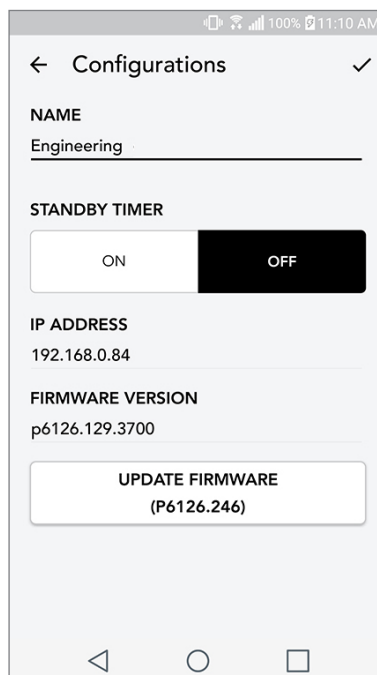 100% 11:10 AM
Configurations
NAME
Engineering
STANDBY TIMER
ON OFF
IP ADDRESS
192.168.0.84
FIRMWARE VERSION
p6126.129.3700
UPDATE FIRMWARE
(P6126.246)